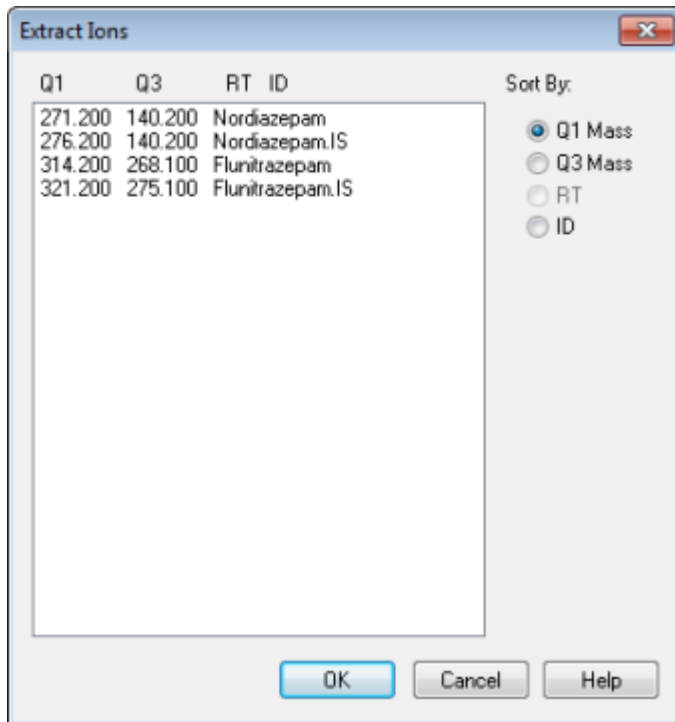 Extract Ions
Q1 Q3 RT ID
271.200 140.200 Nordiazepam
276.200 140.200 Nordiazepam.IS
314.200 268.100 Flunitrazepam
321.200 275.100 Flunitrazepam.IS
Sort By:
Q1 Mass
Q3 Mass
RT
ID
OK Cancel Help